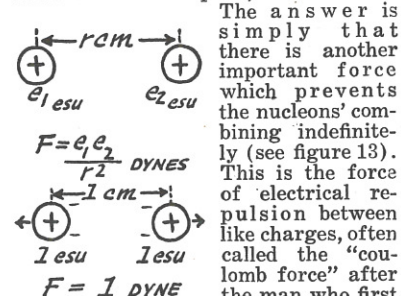 ←rcm→
+ +
e1 esu e2 esu
F = e1e2 / r2 DYNES
←1 cm→
+ +
1 esu 1 esu
F = 1 DYNE
The answer is
simply that
there is another
important force
which prevents
the nucleons' com-
bining indefinite-
ly (see figure 13).
This is the force
of electrical re-
pulsion between
like charges, often
called the "cou-
lomb force" after
the man who first